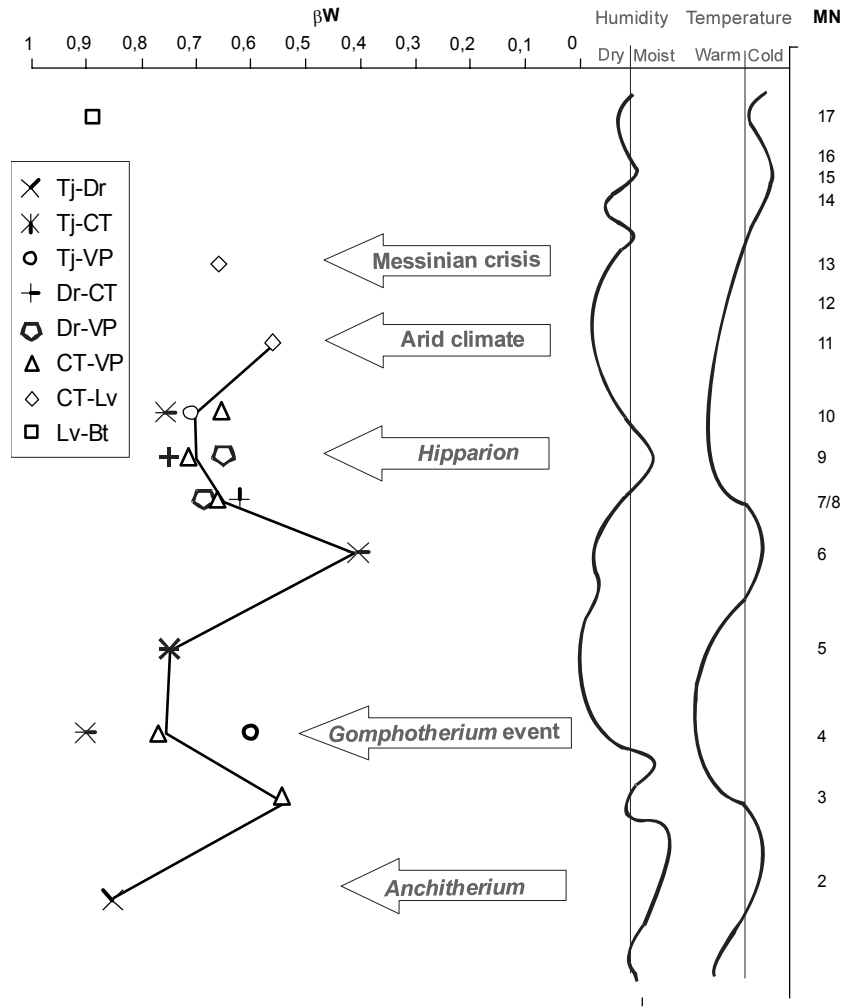 βW
Humidity Temperature MN
1 0,9 0,8 0,7 0,6 0,5 0,4 0,3 0,2 0,1 0
Dry Moist Warm Cold
17
16
15
14
Tj-Dr
Tj-CT
Tj-VP
Dr-CT
Dr-VP
CT-VP
CT-Lv
Lv-Bt
Messinian crisis
13
12
Arid climate
11
10
Hipparion
9
7/8
6
5
Gomphotherium event
4
3
Anchitherium
2